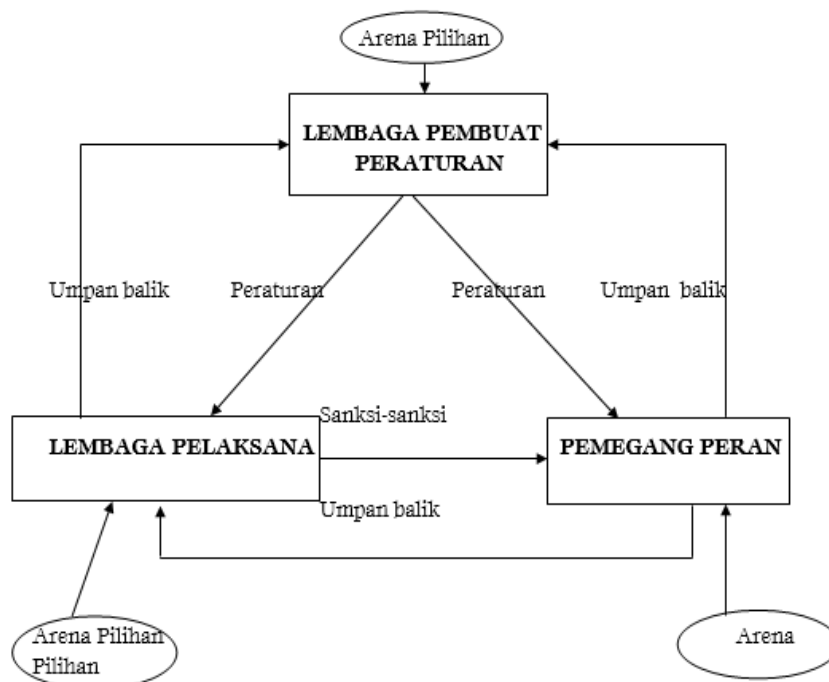 Arena Pilihan
LEMBAGA PEMBUAT
PERATURAN
Umpan balik
Peraturan
Peraturan
Umpan balik
Sanksi-sanksi
LEMBAGA PELAKSANA
PEMEGANG PERAN
Umpan balik
Arena Pilihan
Pilihan
Arena